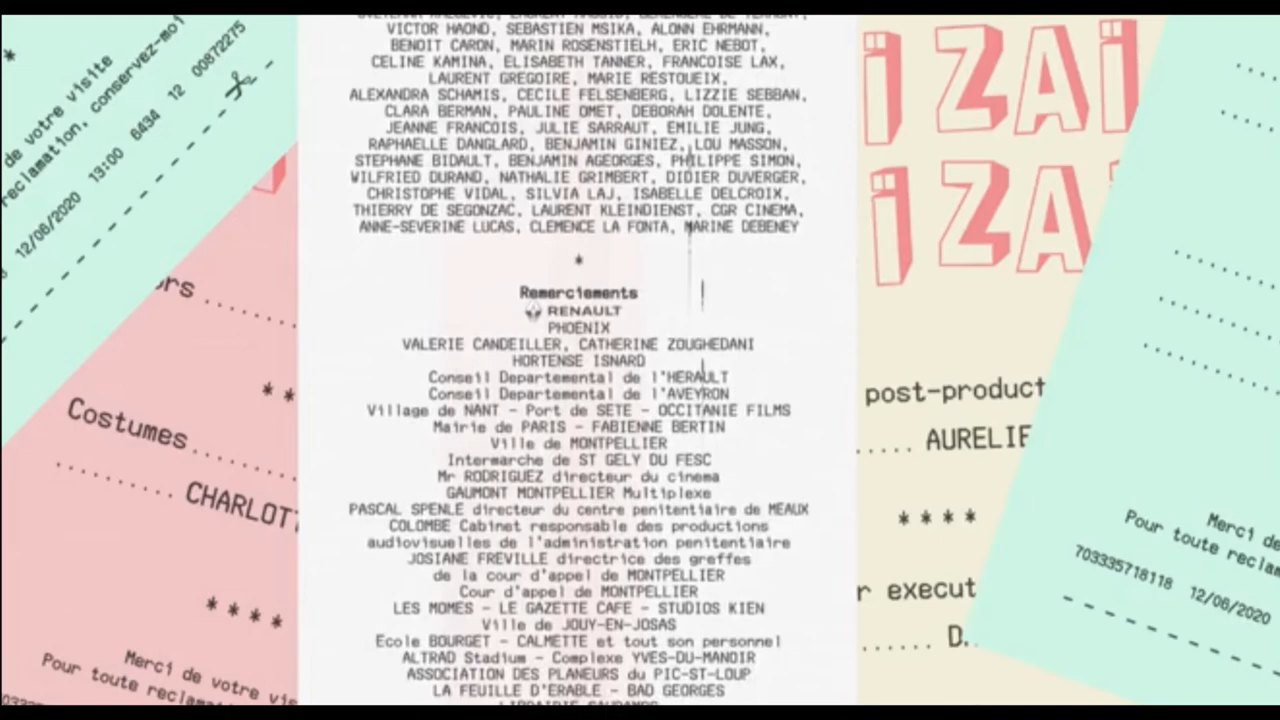 *
de votre visite
reclamation, conservez-moi
12/06/2020 13:00 6434 12 00872275
ors ..........
* *
Costumes ..........
.......... CHARLOT
* * * *
Merci de votre vis
Pour toute reclam
VICTOR HAOND, SEBASTIEN MSIKA, ALONN EHRMANN,
BENOIT CARON, MARIN ROSENSTIELH, ERIC NEBOT,
CELINE KAMINA, ELISABETH TANNER, FRANCOISE LAX,
LAURENT GREGOIRE, MARIE RESTOUEIX,
ALEXANDRA SCHAMIS, CECILE FELSENBERG, LIZZIE SEBBAN,
CLARA BERMAN, PAULINE OMET, DEBORAH DOLENTE,
JEANNE FRANCOIS, JULIE SARRAUT, EMILIE JUNG,
RAPHAELLE DANGLARD, BENJAMIN GINIEZ, LOU MASSON,
STEPHANE BIDAULT, BENJAMIN AGEORGES, PHILIPPE SIMON,
WILFRIED DURAND, NATHALIE GRIMBERT, DIDIER DUVERGER,
CHRISTOPHE VIDAL, SILVIA LAJ, ISABELLE DELCROIX,
THIERRY DE SEGONZAC, LAURENT KLEINDIENST, CGR CINEMA,
ANNE-SEVERINE LUCAS, CLEMENCE LA FONTA, MARINE DEBENEY
*
Remerciements
RENAULT
PHOENIX
VALERIE CANDEILLER, CATHERINE ZOUGHEDANI
HORTENSE ISNARD
Conseil Departemental de l'HERAULT
Conseil Departemental de l'AVEYRON
Village de NANT - Port de SETE - OCCITANIE FILMS
Mairie de PARIS - FABIENNE BERTIN
Ville de MONTPELLIER
Intermarche de ST GELY DU FESC
Mr RODRIGUEZ directeur du cinema
GAUMONT MONTPELLIER Multiplexe
PASCAL SPENLE directeur du centre penitentiaire de MEAUX
COLOMBE Cabinet responsable des productions
audiovisuelles de l'administration penitentiaire
JOSIANE FREVILLE directrice des greffes
de la cour d'appel de MONTPELLIER
Cour d'appel de MONTPELLIER
LES MOMES - LE GAZETTE CAFE - STUDIOS KIEN
Ville de JOUY-EN-JOSAS
Ecole BOURGET - CALMETTE et tout son personnel
ALTRAD Stadium - Complexe YVES-DU-MANOIR
ASSOCIATION DES PLANEURS du PIC-ST-LOUP
LA FEUILLE D'ERABLE - BAD GEORGES
i ZAï
i ZA
post-product
..... AURELIE
* * * *
r execut
...... D.
Merci de
Pour toute reclam
703335718118 12/06/2020